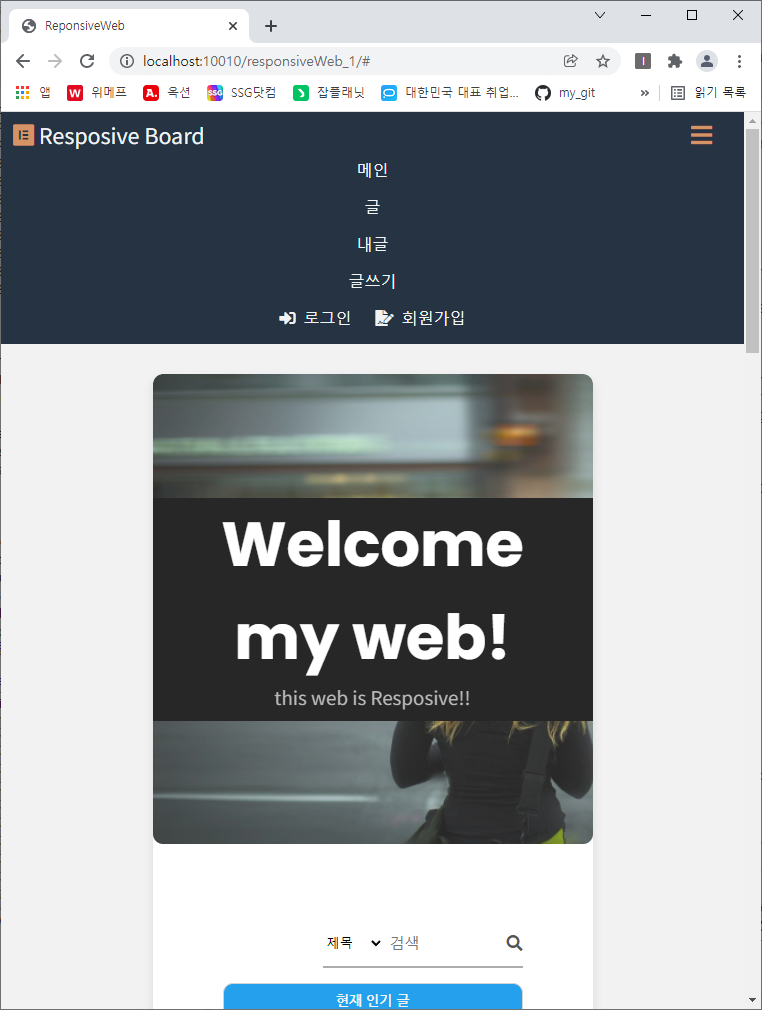 ReponsiveWeb
localhost:10010/responsiveWeb_1/#
앱 위메프 옥션 SSG닷컴 잡플래닛 대한민국 대표 취업... my_git » 읽기 목록
Resposive Board
메인
글
내글
글쓰기
로그인 회원가입
Welcome
my web!
this web is Resposive!!
제목 검색
현재 인기 글